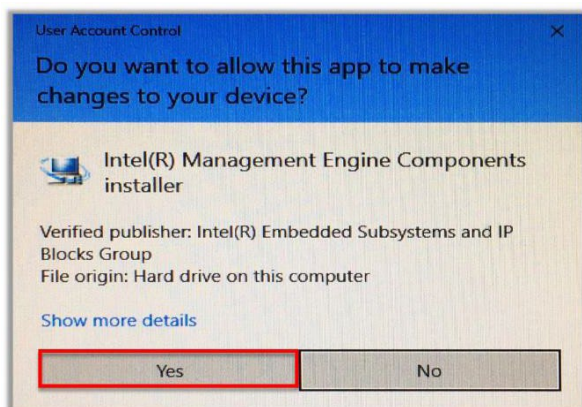 User Account Control
Do you want to allow this app to make
changes to your device?
Intel(R) Management Engine Components
installer
Verified publisher: Intel(R) Embedded Subsystems and IP
Blocks Group
File origin: Hard drive on this computer
Show more details
Yes
No